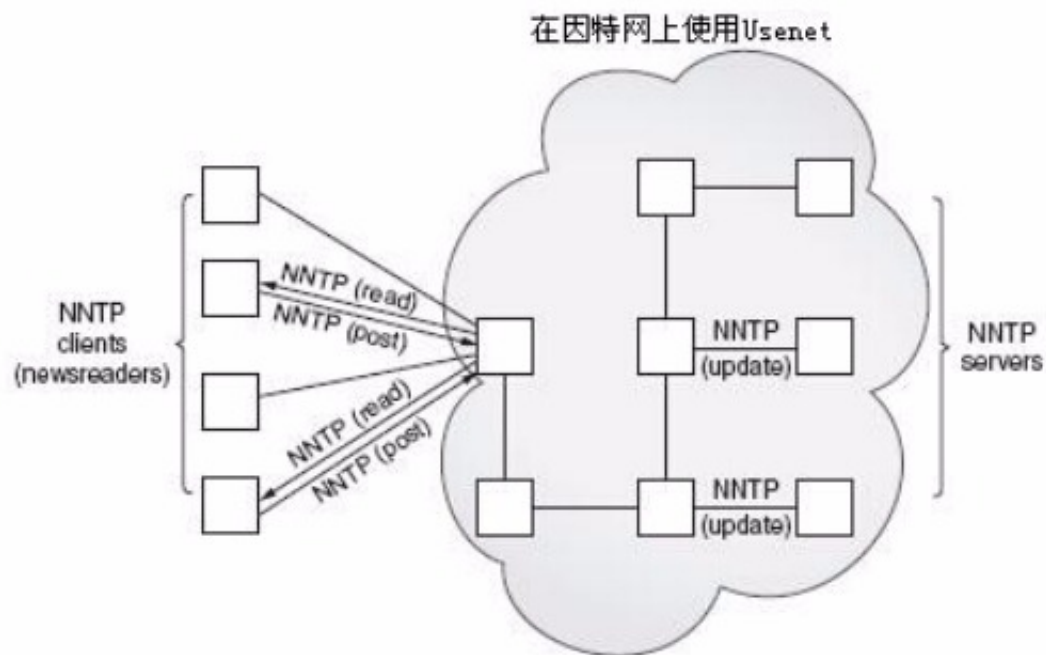 在因特网上使用Usenet
NNTP
clients
(newsreaders)
NNTP (read)
NNTP (post)
NNTP (read)
NNTP (post)
NNTP
(update)
NNTP
(update)
NNTP
servers